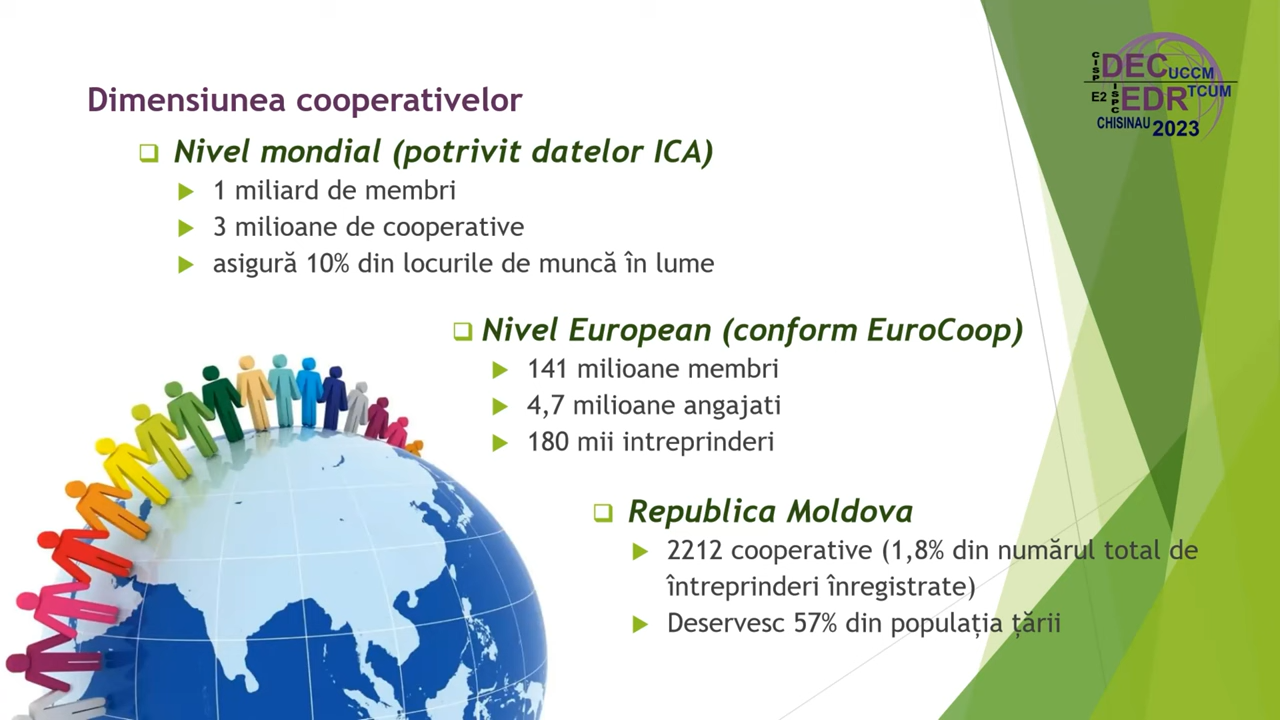 Dimensiunea cooperativelor
Nivel mondial (potrivit datelor ICA)
1 miliard de membri
3 milioane de cooperative
asigură 10% din locurile de muncă în lume
Nivel European (conform EuroCoop)
141 milioane membri
4,7 milioane angajati
180 mii intreprinderi
Republica Moldova
2212 cooperative (1,8% din numărul total de
întreprinderi înregistrate)
Deservesc 57% din populația țării
CISP
DEC
UCCM
E2
ISPC
EDR
TCUM
CHISINAU 2023